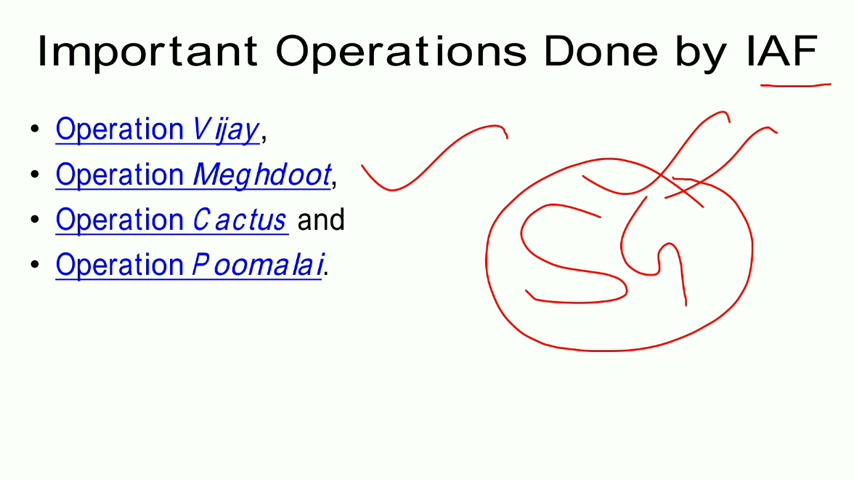 Important Operations Done by IAF
• Operation Vijay,
• Operation Meghdoot,
• Operation Cactus and
• Operation Poomalai.